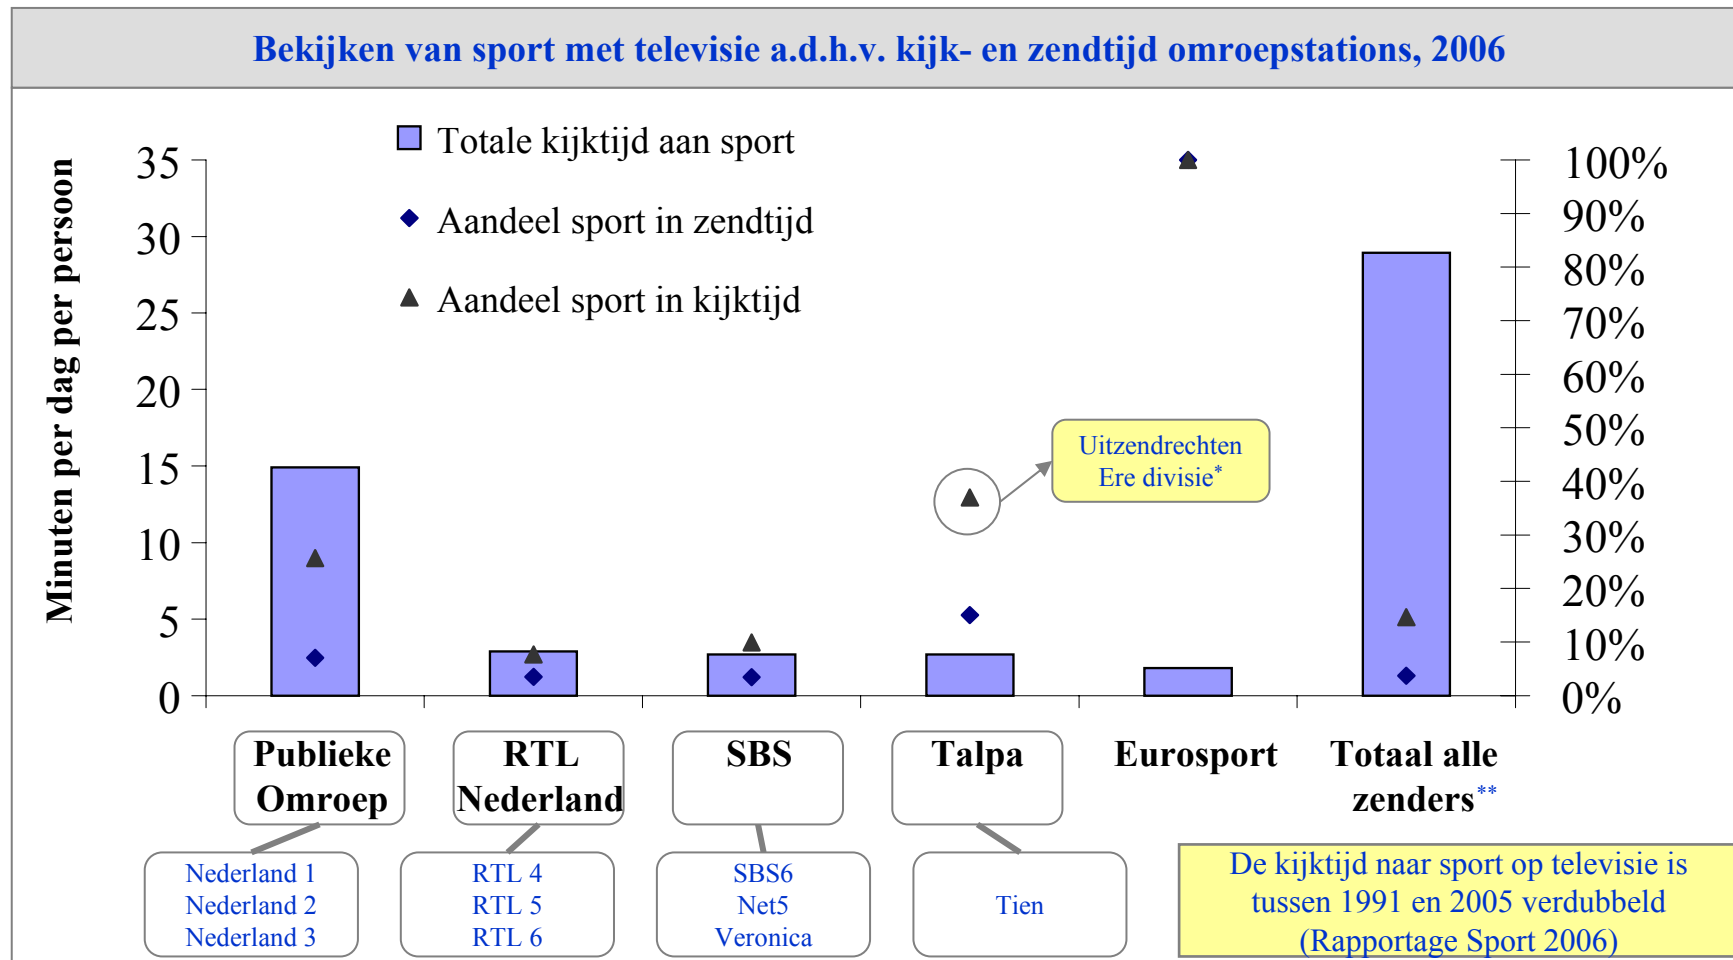 Bekijken van sport met televisie a.d.h.v. kijk- en zendtijd omroepstations, 2006
Totale kijktijd aan sport
Aandeel sport in zendtijd
Aandeel sport in kijktijd
Minuten per dag per persoon
35
30
25
20
15
10
5
0
100%
90%
80%
70%
60%
50%
40%
30%
20%
10%
0%
Uitzendrechten
Ere divisie*
Publieke
Omroep
RTL
Nederland
SBS
Talpa
Eurosport
Totaal alle
zenders**
Nederland 1
Nederland 2
Nederland 3
RTL 4
RTL 5
RTL 6
SBS6
Net5
Veronica
Tien
De kijktijd naar sport op televisie is
tussen 1991 en 2005 verdubbeld
(Rapportage Sport 2006)